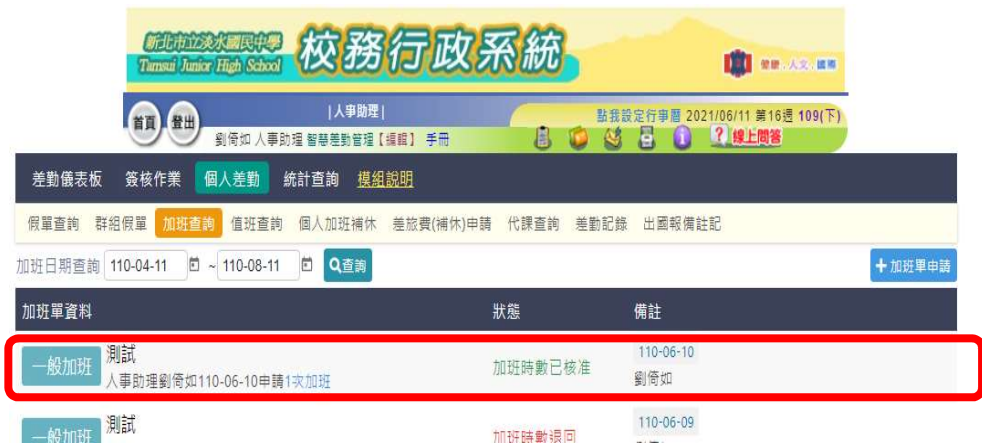 新北市立淡水國民中學
Tamsui Junior High School
校務行政系統
健康.人文.國際
首頁 登出
|人事助理|
點我設定行事曆 2021/06/11 第16週 109(下)
劉倚如 人事助理 智慧差勤管理【編輯】 手冊
? 線上問答
差勤儀表板 簽核作業 個人差勤 統計查詢 模組說明
假單查詢 群組假單 加班查詢 值班查詢 個人加班補休 差旅費(補休)申請 代課查詢 差勤記錄 出國報備註記
加班日期查詢 110-04-11 ~ 110-08-11 查詢
+ 加班單申請
加班單資料 狀態 備註
一般加班
測試
人事助理劉倚如110-06-10申請1次加班
加班時數已核准
110-06-10
劉倚如
一般加班
測試
加班時數退回
110-06-09